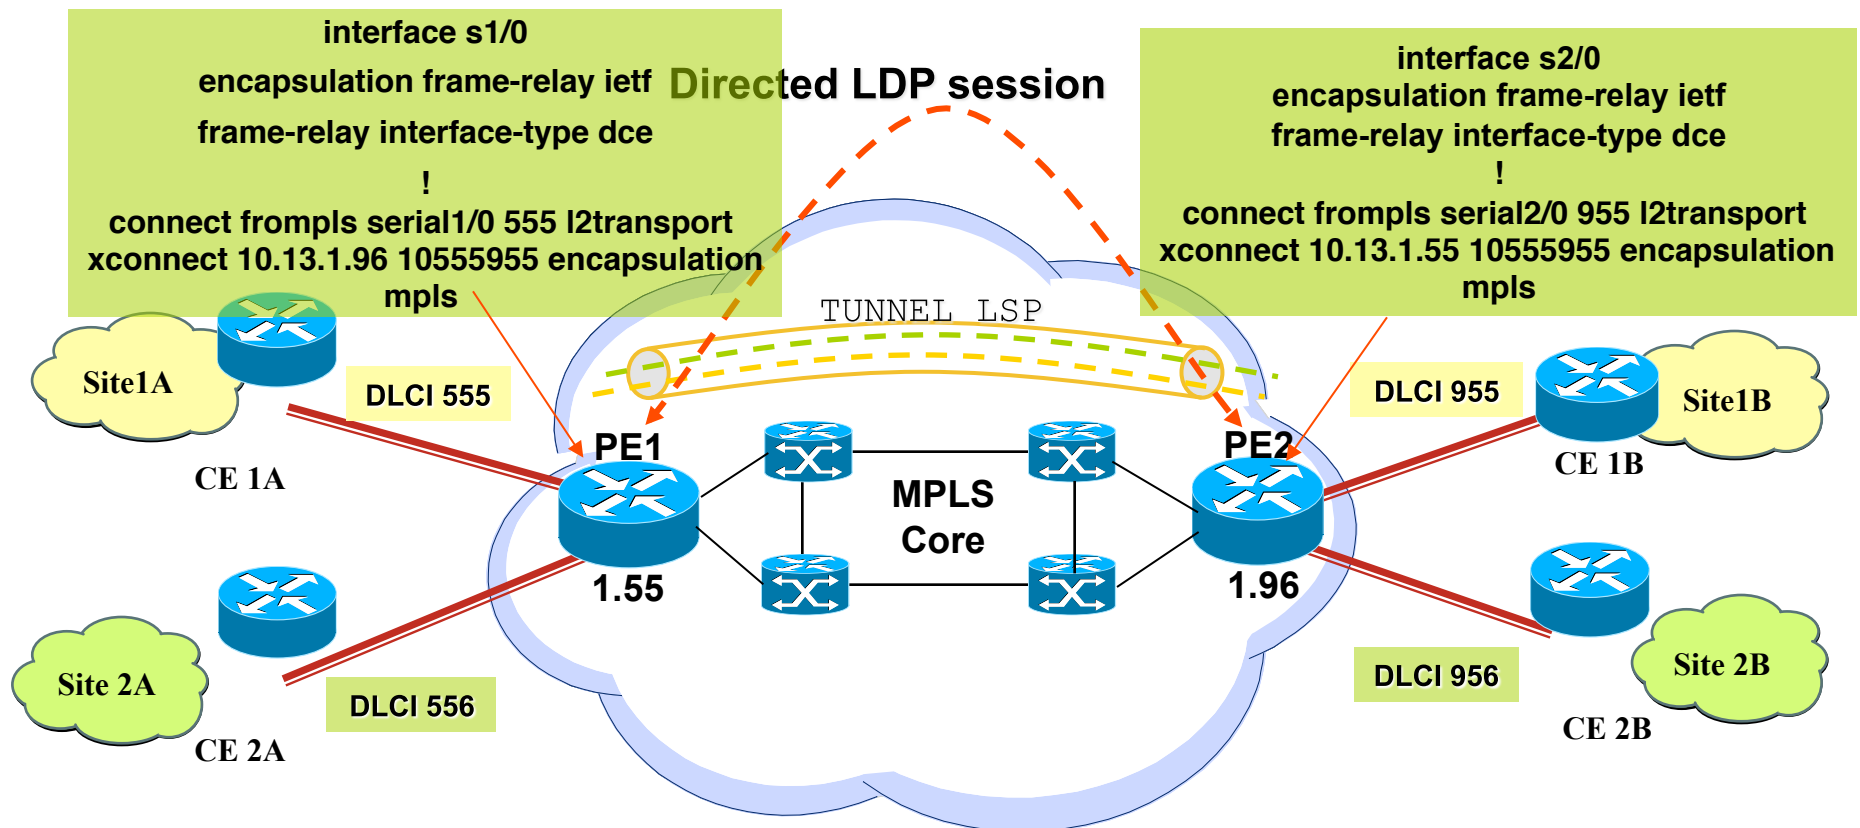 interface s1/0
encapsulation frame-relay ietf
frame-relay interface-type dce
!
connect frompls serial1/0 555 l2transport
xconnect 10.13.1.96 10555955 encapsulation
mpls
Directed LDP session
interface s2/0
encapsulation frame-relay ietf
frame-relay interface-type dce
!
connect frompls serial2/0 955 l2transport
xconnect 10.13.1.55 10555955 encapsulation
mpls
TUNNEL LSP
Site1A
DLCI 555
DLCI 955
Site1B
CE 1A
PE1
PE2
CE 1B
MPLS
Core
1.55
1.96
Site 2A
DLCI 556
DLCI 956
Site 2B
CE 2A
CE 2B